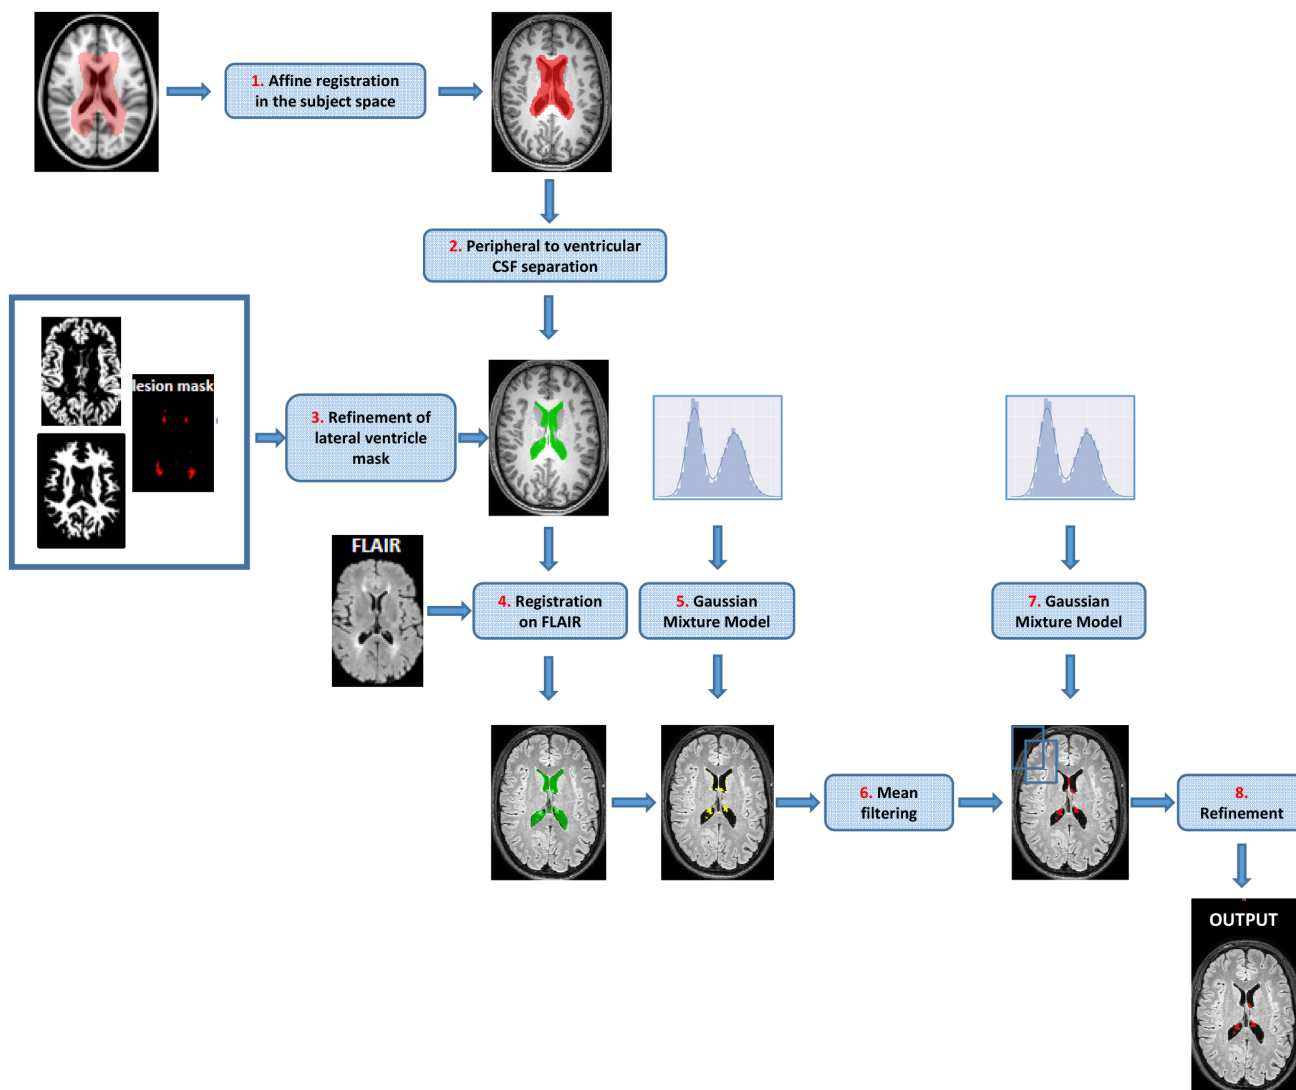 1. Affine registration
in the subject space
2. Peripheral to ventricular
CSF separation
lesion mask
3. Refinement of
lateral ventricle
mask
FLAIR
4. Registration
on FLAIR
5. Gaussian
Mixture Model
7. Gaussian
Mixture Model
6. Mean
filtering
8.
Refinement
OUTPUT